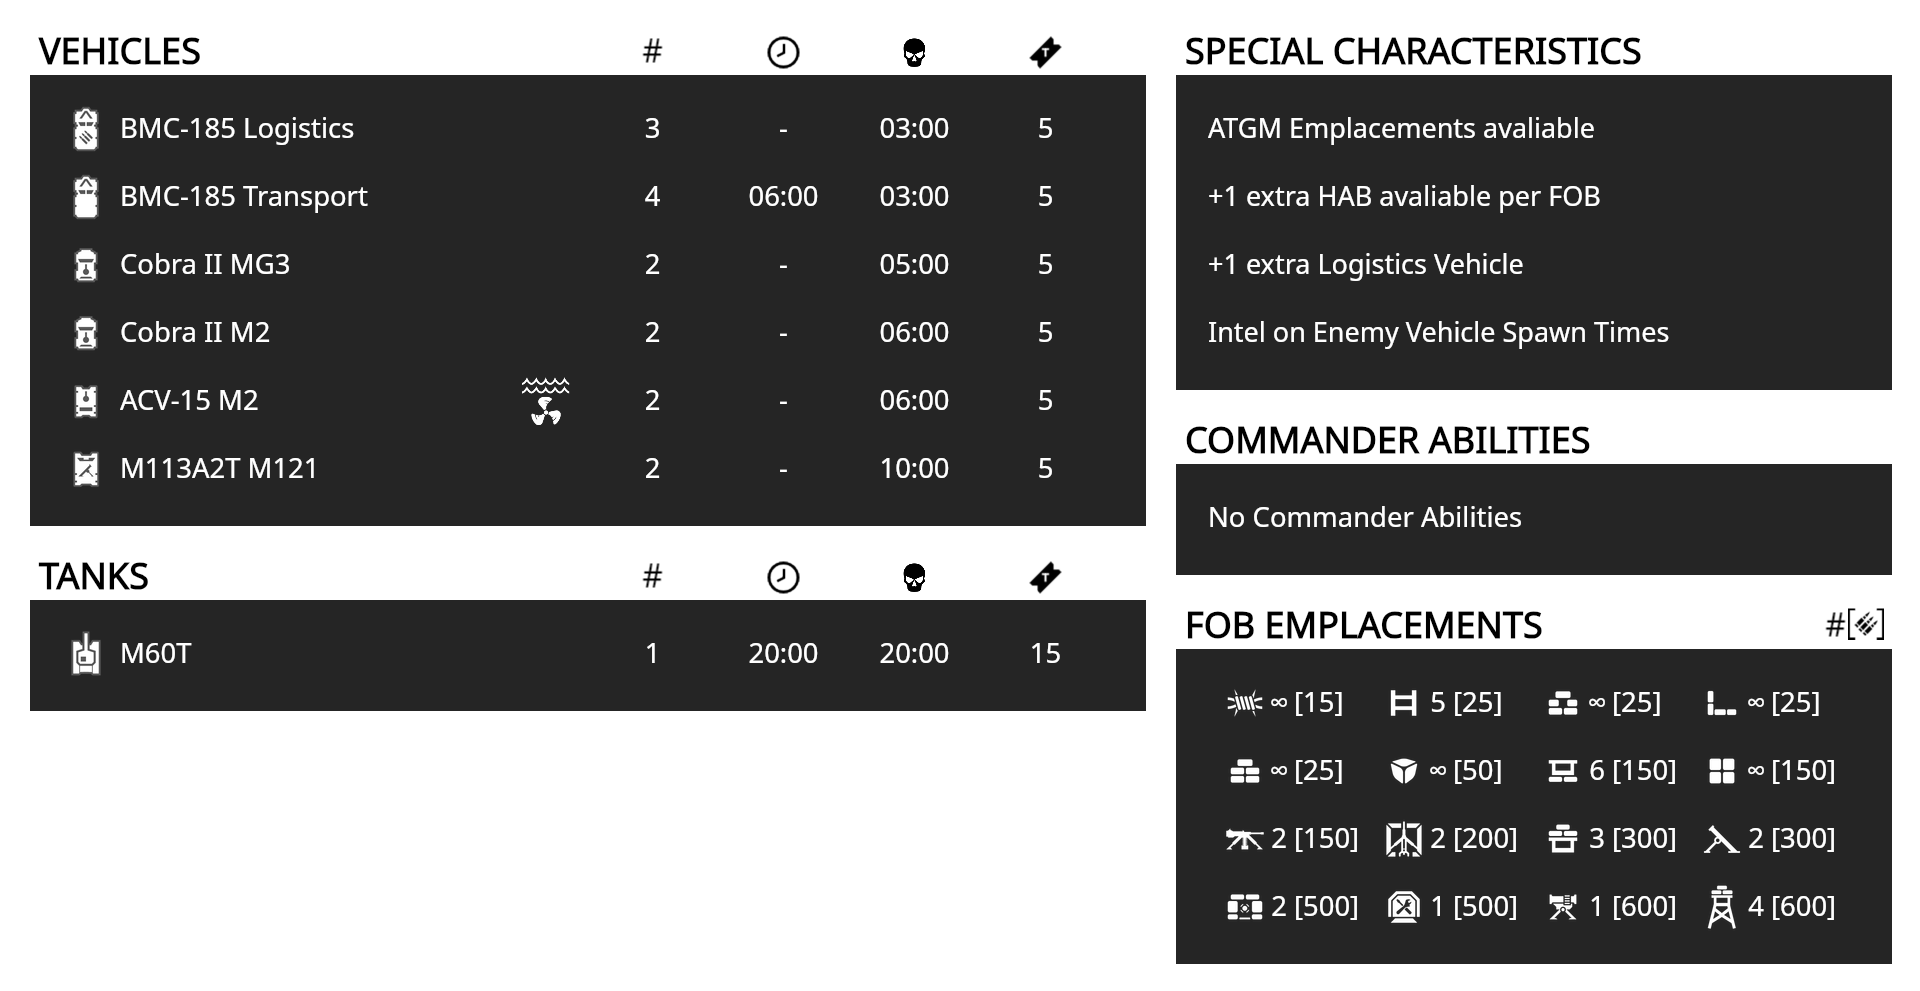 VEHICLES #
BMC-185 Logistics 3 - 03:00 5
BMC-185 Transport 4 06:00 03:00 5
Cobra II MG3 2 - 05:00 5
Cobra II M2 2 - 06:00 5
ACV-15 M2 2 - 06:00 5
M113A2T M121 2 - 10:00 5
TANKS # T
M60T 1 20:00 20:00 15
SPECIAL CHARACTERISTICS
ATGM Emplacements avaliable
+1 extra HAB avaliable per FOB
+1 extra Logistics Vehicle
Intel on Enemy Vehicle Spawn Times
COMMANDER ABILITIES
No Commander Abilities
FOB EMPLACEMENTS #[ ]
∞ [15] 5 [25] ∞ [25] ∞ [25]
∞ [25] ∞ [50] 6 [150] ∞ [150]
2 [150] 2 [200] 3 [300] 2 [300]
2 [500] 1 [500] 1 [600] 4 [600]